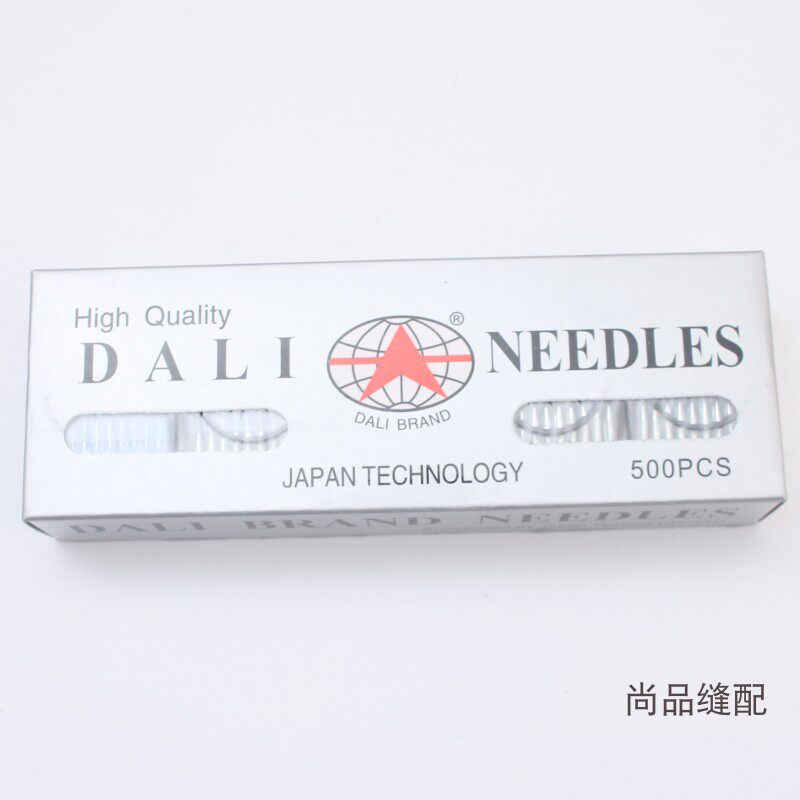 High Quality
DALI NEEDLES
®
DALI BRAND
JAPAN TECHNOLOGY
500PCS
DALI BRAND NEEDLES
尚品缝配